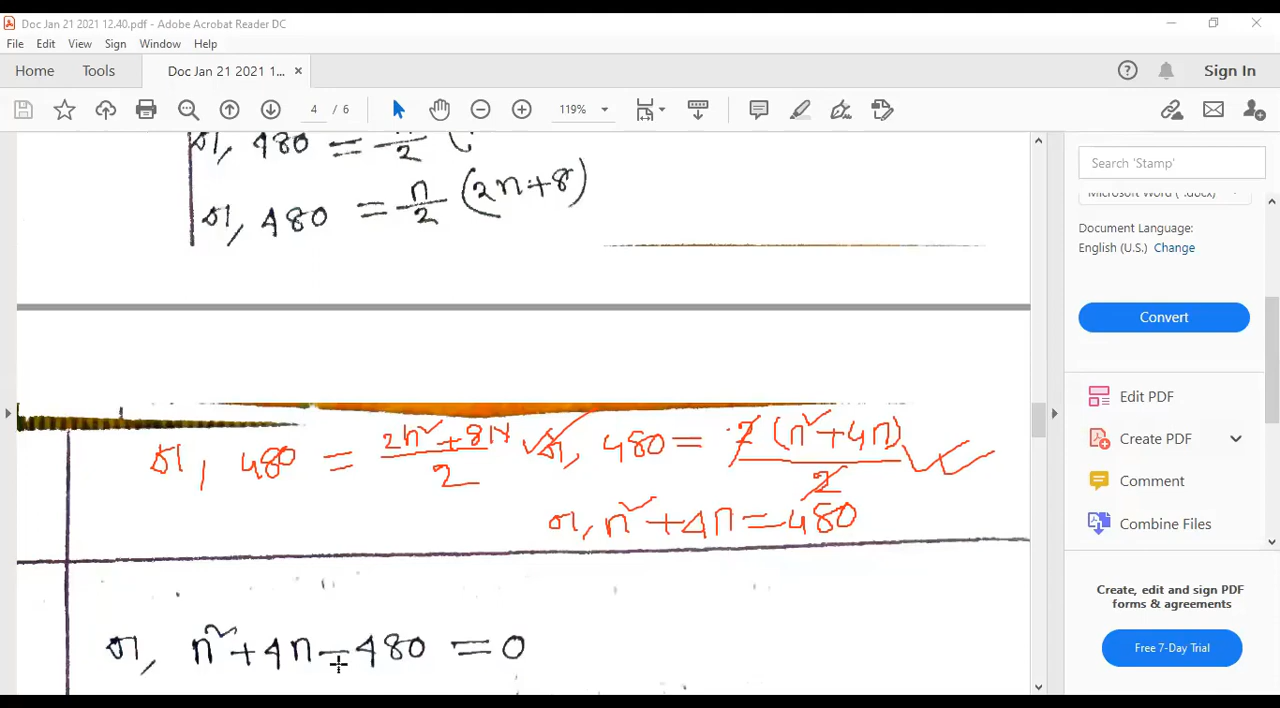 Doc Jan 21 2021 12.40.pdf - Adobe Acrobat Reader DC
File Edit View Sign Window Help
Home Tools Doc Jan 21 2021 1... × Sign In
4 / 6 119%
Search 'Stamp'
Microsoft Word (*.docx)
Document Language:
English (U.S.) Change
Convert
Edit PDF
Create PDF
Comment
Combine Files
Create, edit and sign PDF
forms & agreements
Free 7-Day Trial
বা, 480 = n/2 (
বা, 480 = n/2 (2n+8)
বা, 480 = 2n²+8n/2 বা, 480 = 2(n²+4n)/2
বা, n²+4n=480
বা, n²+4n-480=0